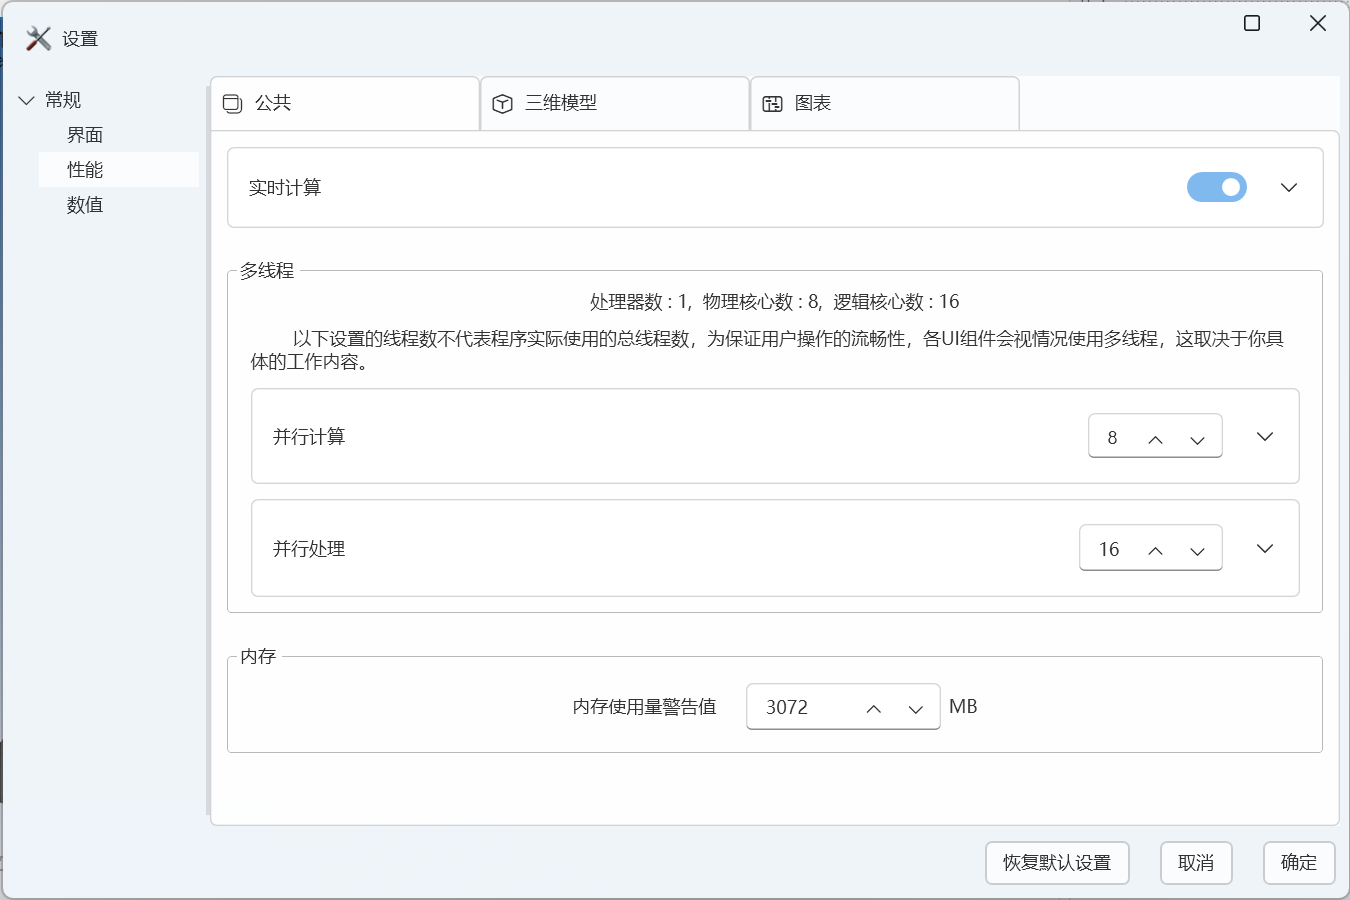 设置
常规
界面
性能
数值
公共
三维模型
图表
实时计算
多线程
处理器数 : 1, 物理核心数 : 8, 逻辑核心数 : 16
以下设置的线程数不代表程序实际使用的总线程数，为保证用户操作的流畅性，各UI组件会视情况使用多线程，这取决于你具
体的工作内容。
并行计算
8
并行处理
16
内存
内存使用量警告值
3072
MB
恢复默认设置
取消
确定